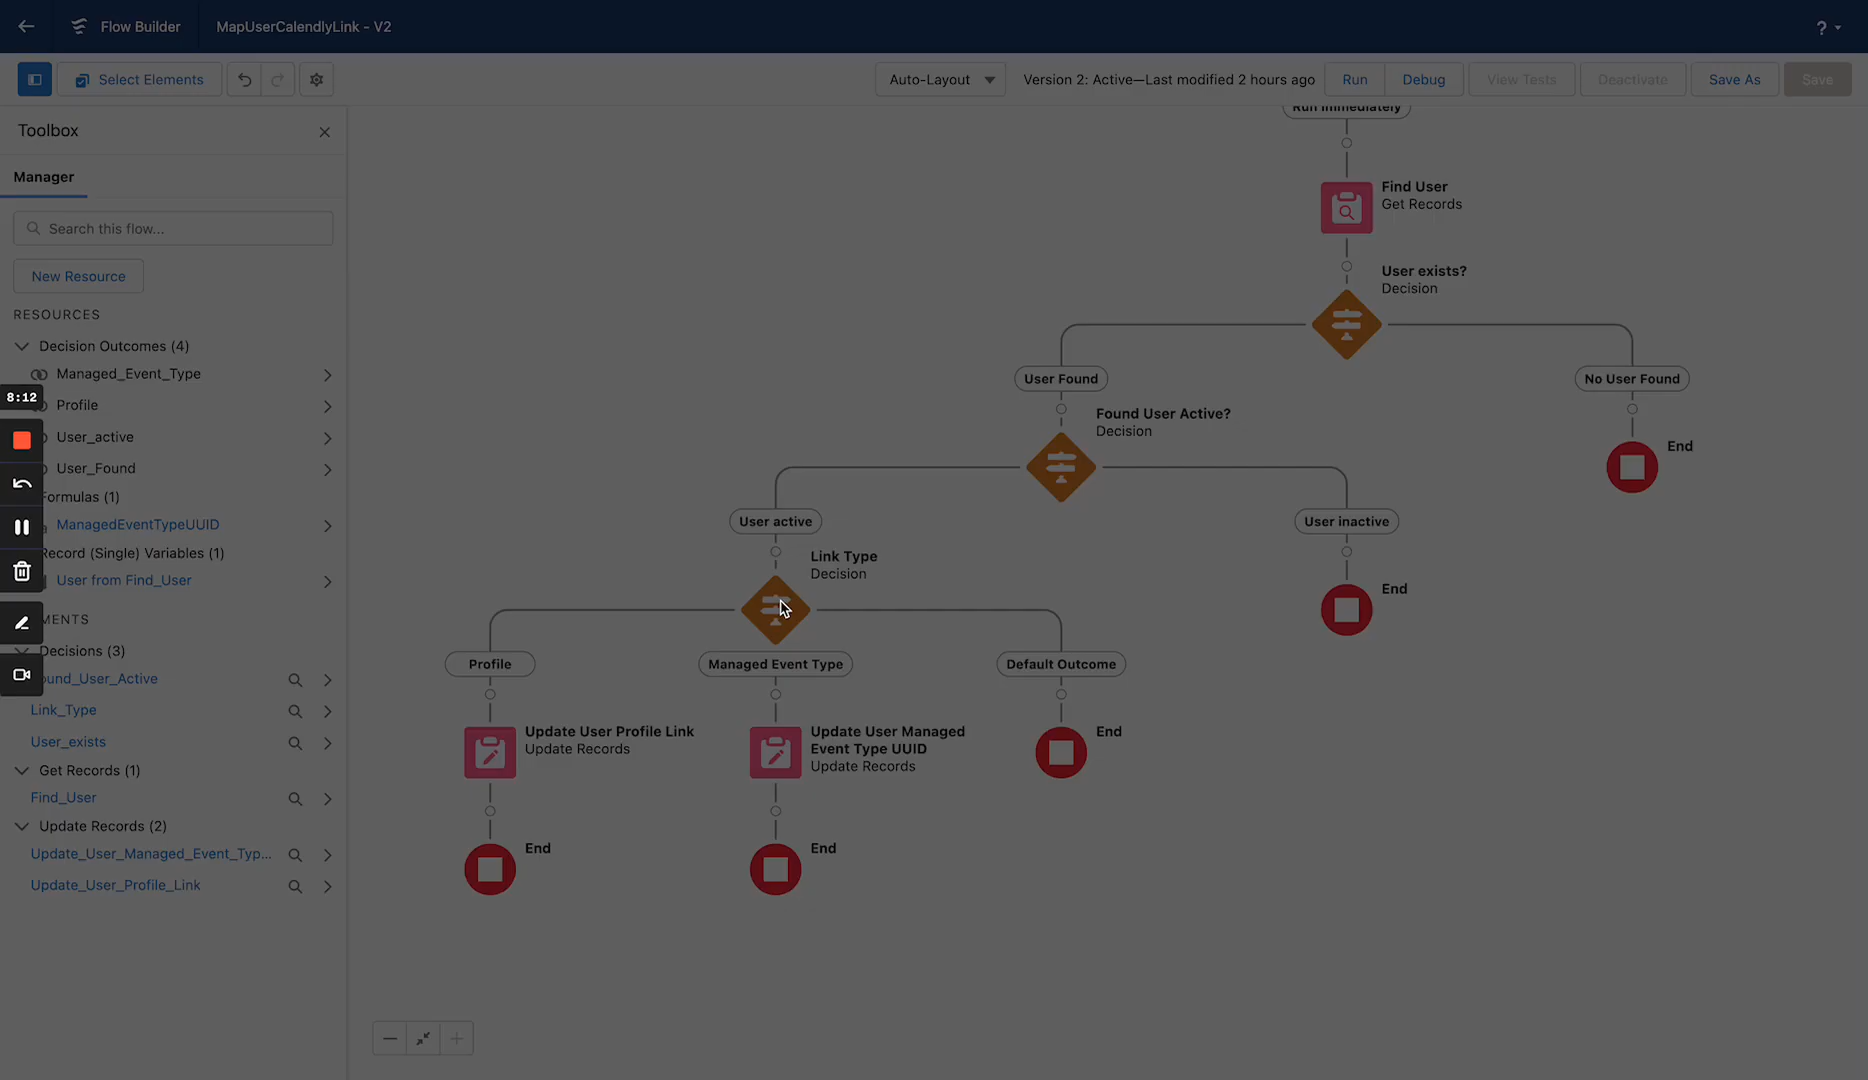 Flow Builder
MapUserCalendlyLink - V2
?
Select Elements
Auto-Layout
Version 2: Active—Last modified 2 hours ago
Run
Debug
View Tests
Deactivate
Save As
Save
Toolbox
Manager
Search this flow...
New Resource
RESOURCES
Decision Outcomes (4)
Managed_Event_Type
8:12
Profile
User_active
User_Found
Formulas (1)
ManagedEventTypeUUID
Record (Single) Variables (1)
User from Find_User
MENTS
Decisions (3)
ound_User_Active
Link_Type
User_exists
Get Records (1)
Find_User
Update Records (2)
Update_User_Managed_Event_Typ...
Update_User_Profile_Link
Run Immediately
Find User
Get Records
User exists?
Decision
User Found
No User Found
Found User Active?
Decision
End
User active
User inactive
Link Type
Decision
End
Profile
Managed Event Type
Default Outcome
Update User Profile Link
Update Records
Update User Managed
Event Type UUID
Update Records
End
End
End